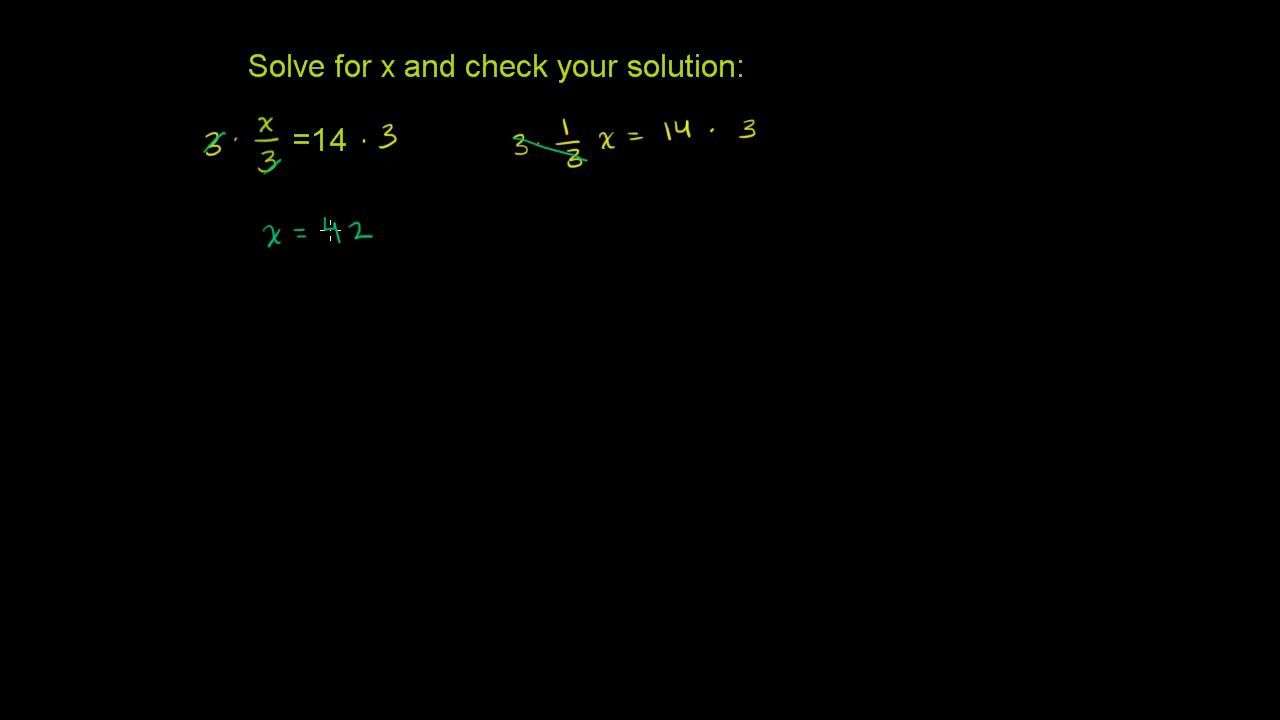 Solve for x and check your solution:
3 · x/3 =14 · 3
3 · 1/3 x = 14 · 3
x = 42